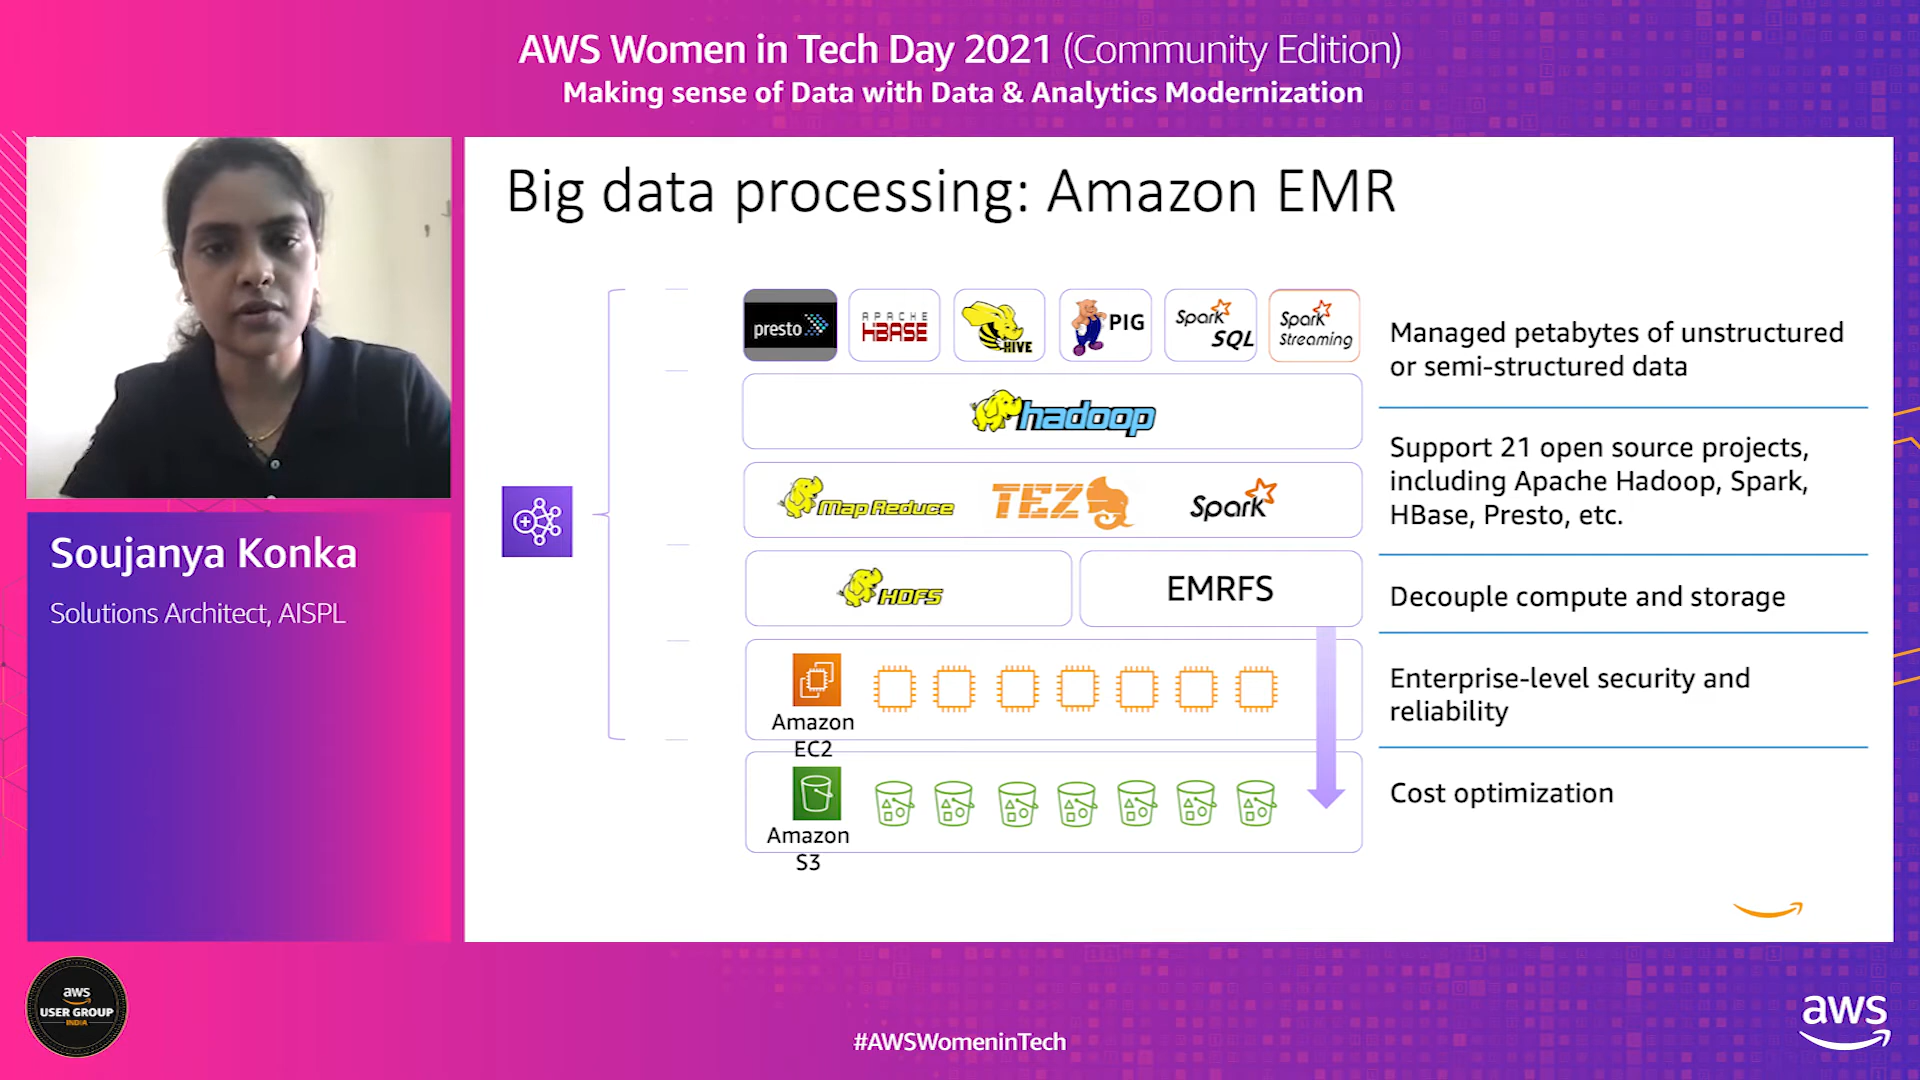 AWS Women in Tech Day 2021 (Community Edition)
Making sense of Data with Data & Analytics Modernization
Soujanya Konka
Solutions Architect, AISPL
Big data processing: Amazon EMR
presto
APACHE
HBASE
HIVE
PIG
Spark
SQL
Spark
Streaming
hadoop
Map Reduce
TEZ
Spark
HDFS
EMRFS
Amazon
EC2
Amazon
S3
Managed petabytes of unstructured
or semi-structured data
Support 21 open source projects,
including Apache Hadoop, Spark,
HBase, Presto, etc.
Decouple compute and storage
Enterprise-level security and
reliability
Cost optimization
aws
USER GROUP
INDIA
#AWSWomeninTech
aws